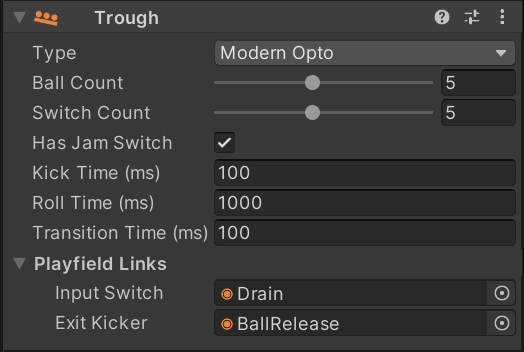 Trough
Type Modern Opto
Ball Count 5
Switch Count 5
Has Jam Switch
Kick Time (ms) 100
Roll Time (ms) 1000
Transition Time (ms) 100
Playfield Links
Input Switch Drain
Exit Kicker BallRelease